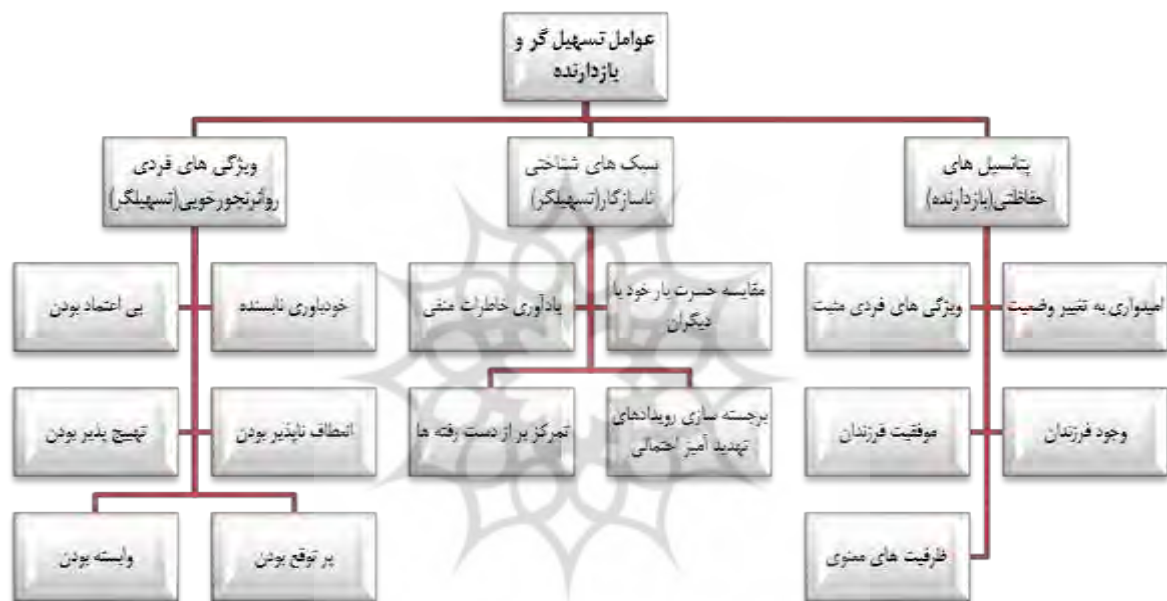 عوامل تسهیل گر و
بازدارنده
پتانسیل های
حفاظتی(بازدارنده)
سبک های شناختی
ناسازگار(تسهیلگر)
ویژگی های فردی
روانرنجورخویی(تسهیلگر)
امیدواری به تغییر وضعیت
ویژگی های فردی مثبت
مقایسه حسرت بار خود با
دیگران
یادآوری خاطرات منفی
خودباوری نابسنده
بی اعتماد بودن
وجود فرزندان
موفقیت فرزندان
برجسته سازی رویدادهای
تهدید آمیز احتمالی
تمرکز بر از دست رفته ها
انعطاف ناپذیر بودن
تهییج پذیر بودن
ظرفیت های معنوی
پر توقع بودن
وابسته بودن